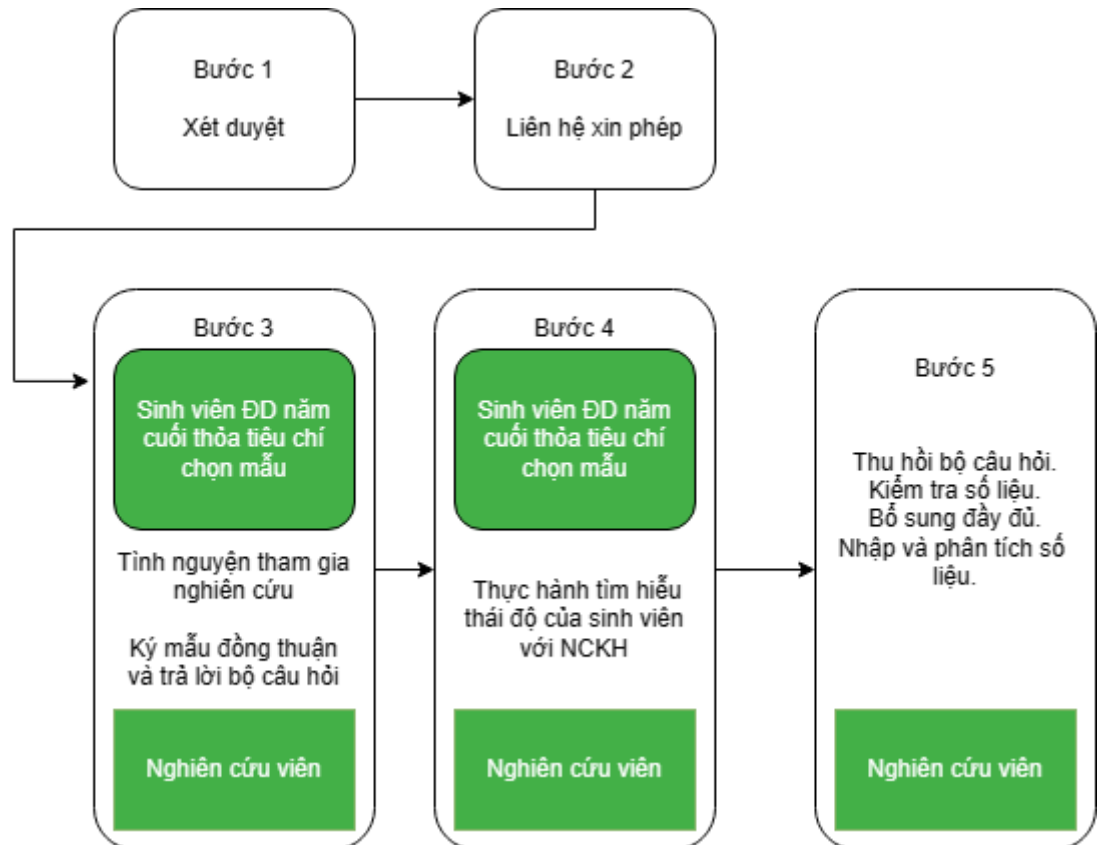 Bước 1
Xét duyệt
Bước 2
Liên hệ xin phép
Bước 3
Sinh viên ĐD năm
cuối thỏa tiêu chí
chọn mẫu
Tình nguyện tham gia
nghiên cứu
Ký mẫu đồng thuận
và trả lời bộ câu hỏi
Nghiên cứu viên
Bước 4
Sinh viên ĐD năm
cuối thỏa tiêu chí
chọn mẫu
Thực hành tìm hiễu
thái độ của sinh viên
với NCKH
Nghiên cứu viên
Bước 5
Thu hồi bộ câu hỏi.
Kiểm tra số liệu.
Bổ sung đầy đủ.
Nhập và phân tích số
liệu.
Nghiên cứu viên